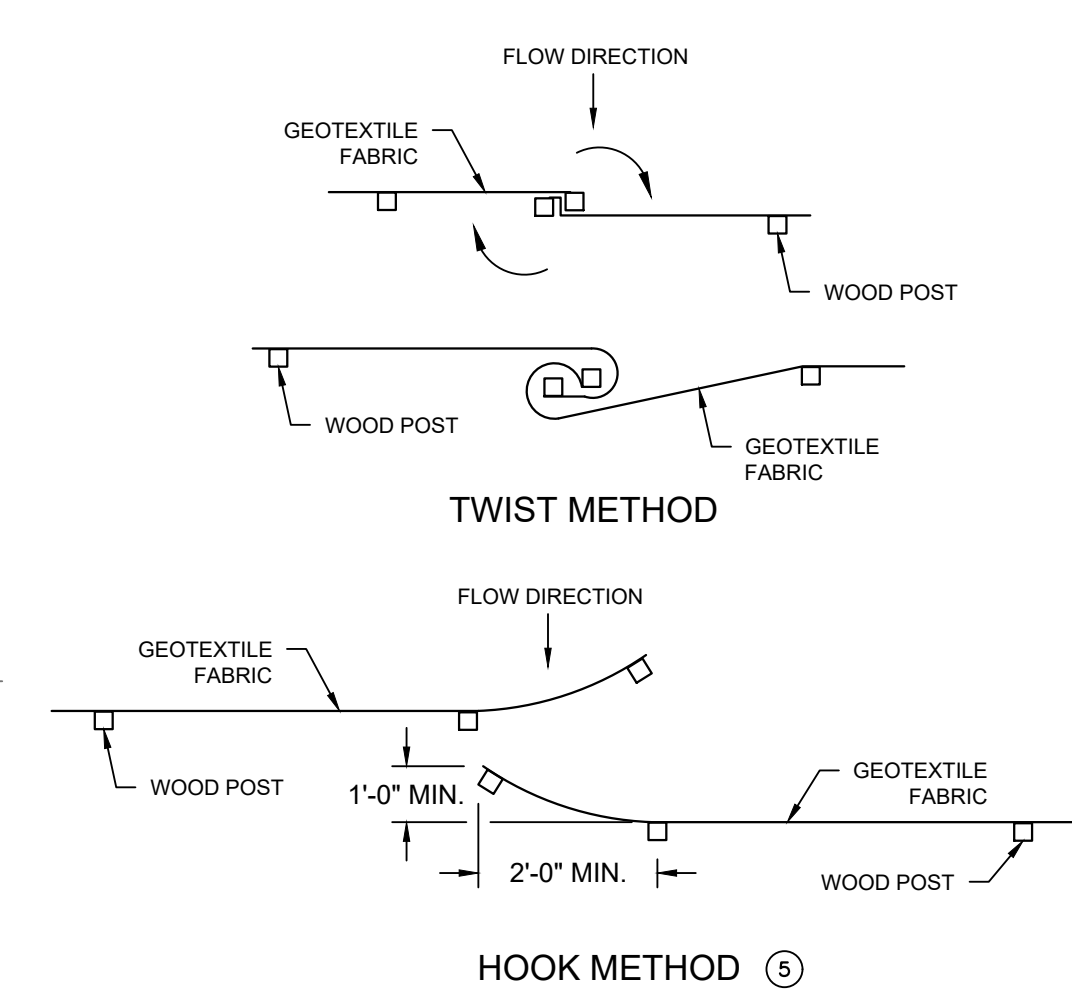 FLOW DIRECTION
GEOTEXTILE
FABRIC
WOOD POST
WOOD POST
GEOTEXTILE
FABRIC
TWIST METHOD
FLOW DIRECTION
GEOTEXTILE
FABRIC
WOOD POST
1'-0" MIN.
GEOTEXTILE
FABRIC
2'-0" MIN.
WOOD POST
HOOK METHOD 5